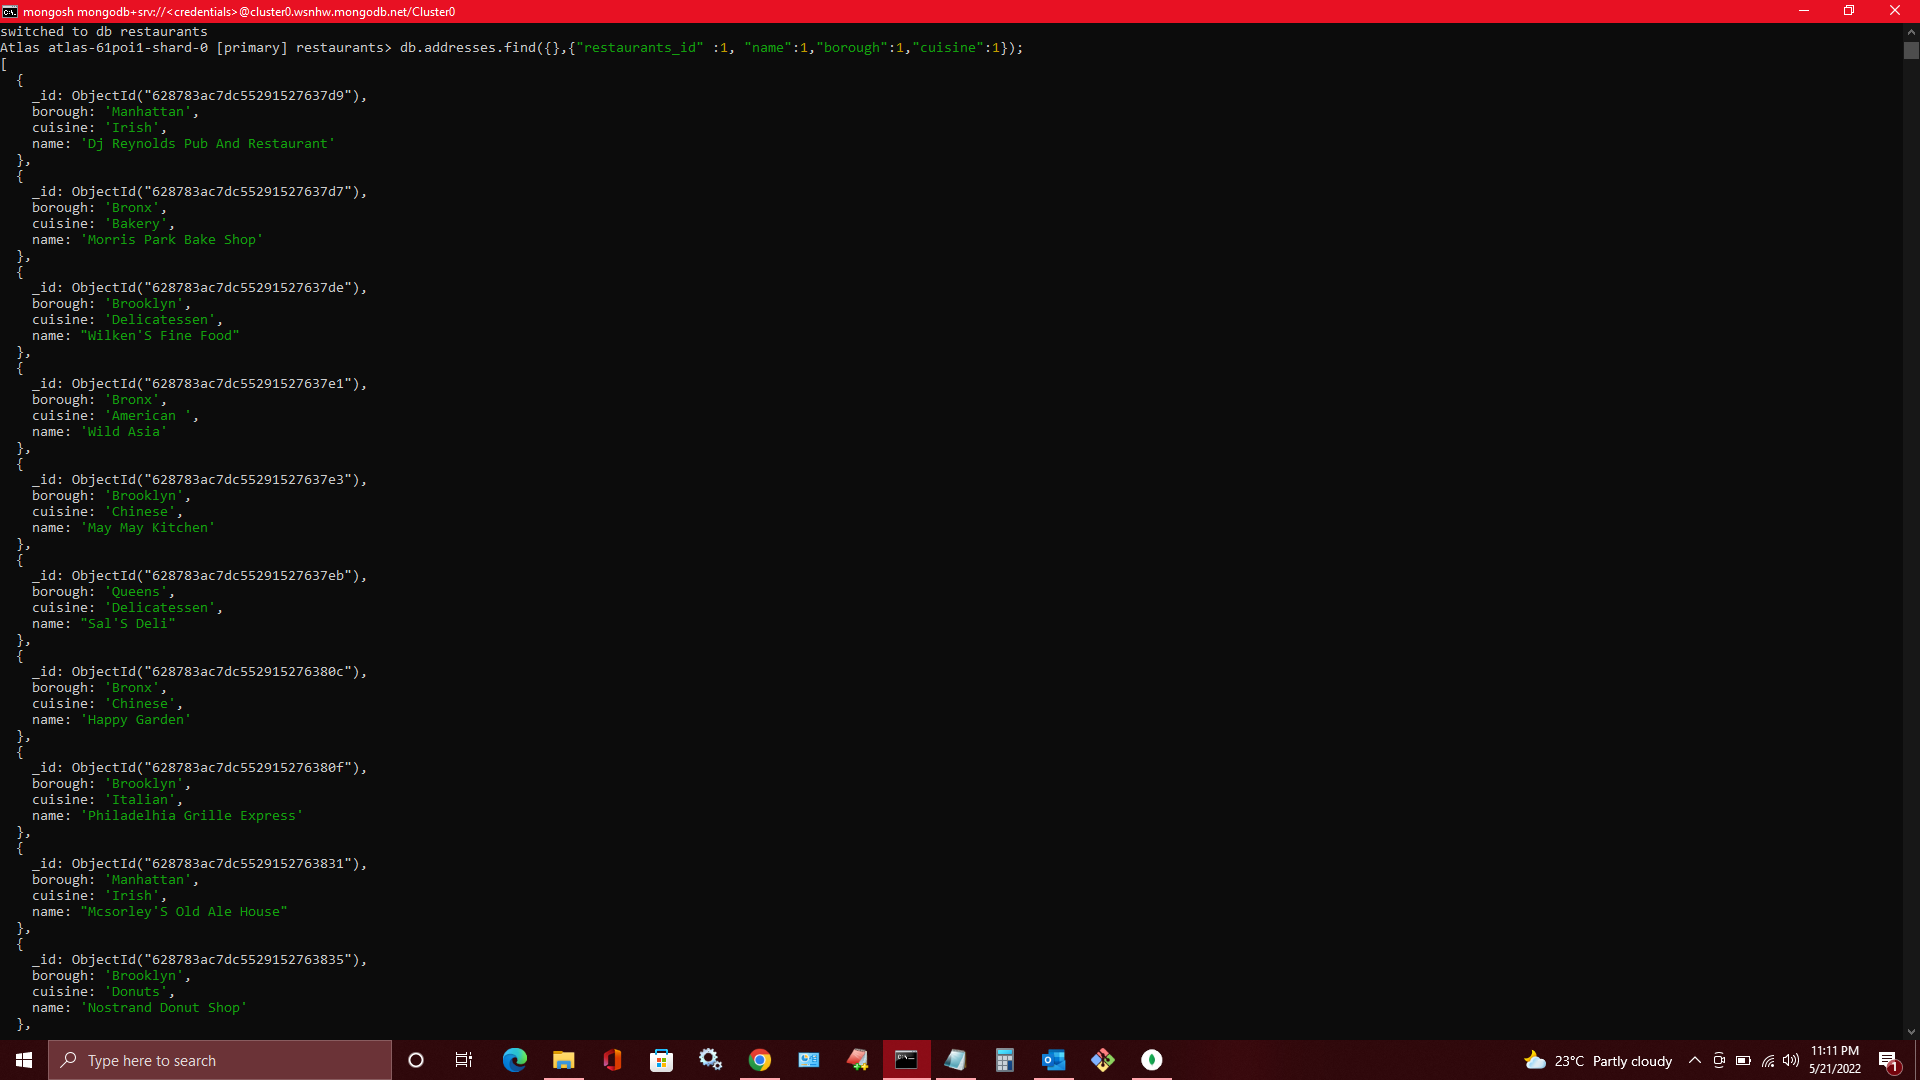 mongosh mongodb+srv://<credentials>@cluster0.wsnhw.mongodb.net/Cluster0
switched to db restaurants
Atlas atlas-61poi1-shard-0 [primary] restaurants> db.addresses.find({},{"restaurants_id" :1, "name":1,"borough":1,"cuisine":1});
[
  {
    _id: ObjectId("628783ac7dc55291527637d9"),
    borough: 'Manhattan',
    cuisine: 'Irish',
    name: 'Dj Reynolds Pub And Restaurant'
  },
  {
    _id: ObjectId("628783ac7dc55291527637d7"),
    borough: 'Bronx',
    cuisine: 'Bakery',
    name: 'Morris Park Bake Shop'
  },
  {
    _id: ObjectId("628783ac7dc55291527637de"),
    borough: 'Brooklyn',
    cuisine: 'Delicatessen',
    name: "Wilken'S Fine Food"
  },
  {
    _id: ObjectId("628783ac7dc55291527637e1"),
    borough: 'Bronx',
    cuisine: 'American ',
    name: 'Wild Asia'
  },
  {
    _id: ObjectId("628783ac7dc55291527637e3"),
    borough: 'Brooklyn',
    cuisine: 'Chinese',
    name: 'May May Kitchen'
  },
  {
    _id: ObjectId("628783ac7dc55291527637eb"),
    borough: 'Queens',
    cuisine: 'Delicatessen',
    name: "Sal'S Deli"
  },
  {
    _id: ObjectId("628783ac7dc552915276380c"),
    borough: 'Bronx',
    cuisine: 'Chinese',
    name: 'Happy Garden'
  },
  {
    _id: ObjectId("628783ac7dc552915276380f"),
    borough: 'Brooklyn',
    cuisine: 'Italian',
    name: 'Philadelhia Grille Express'
  },
  {
    _id: ObjectId("628783ac7dc5529152763831"),
    borough: 'Manhattan',
    cuisine: 'Irish',
    name: "Mcsorley'S Old Ale House"
  },
  {
    _id: ObjectId("628783ac7dc5529152763835"),
    borough: 'Brooklyn',
    cuisine: 'Donuts',
    name: 'Nostrand Donut Shop'
  },
Type here to search
23°C Partly cloudy
11:11 PM
5/21/2022
1